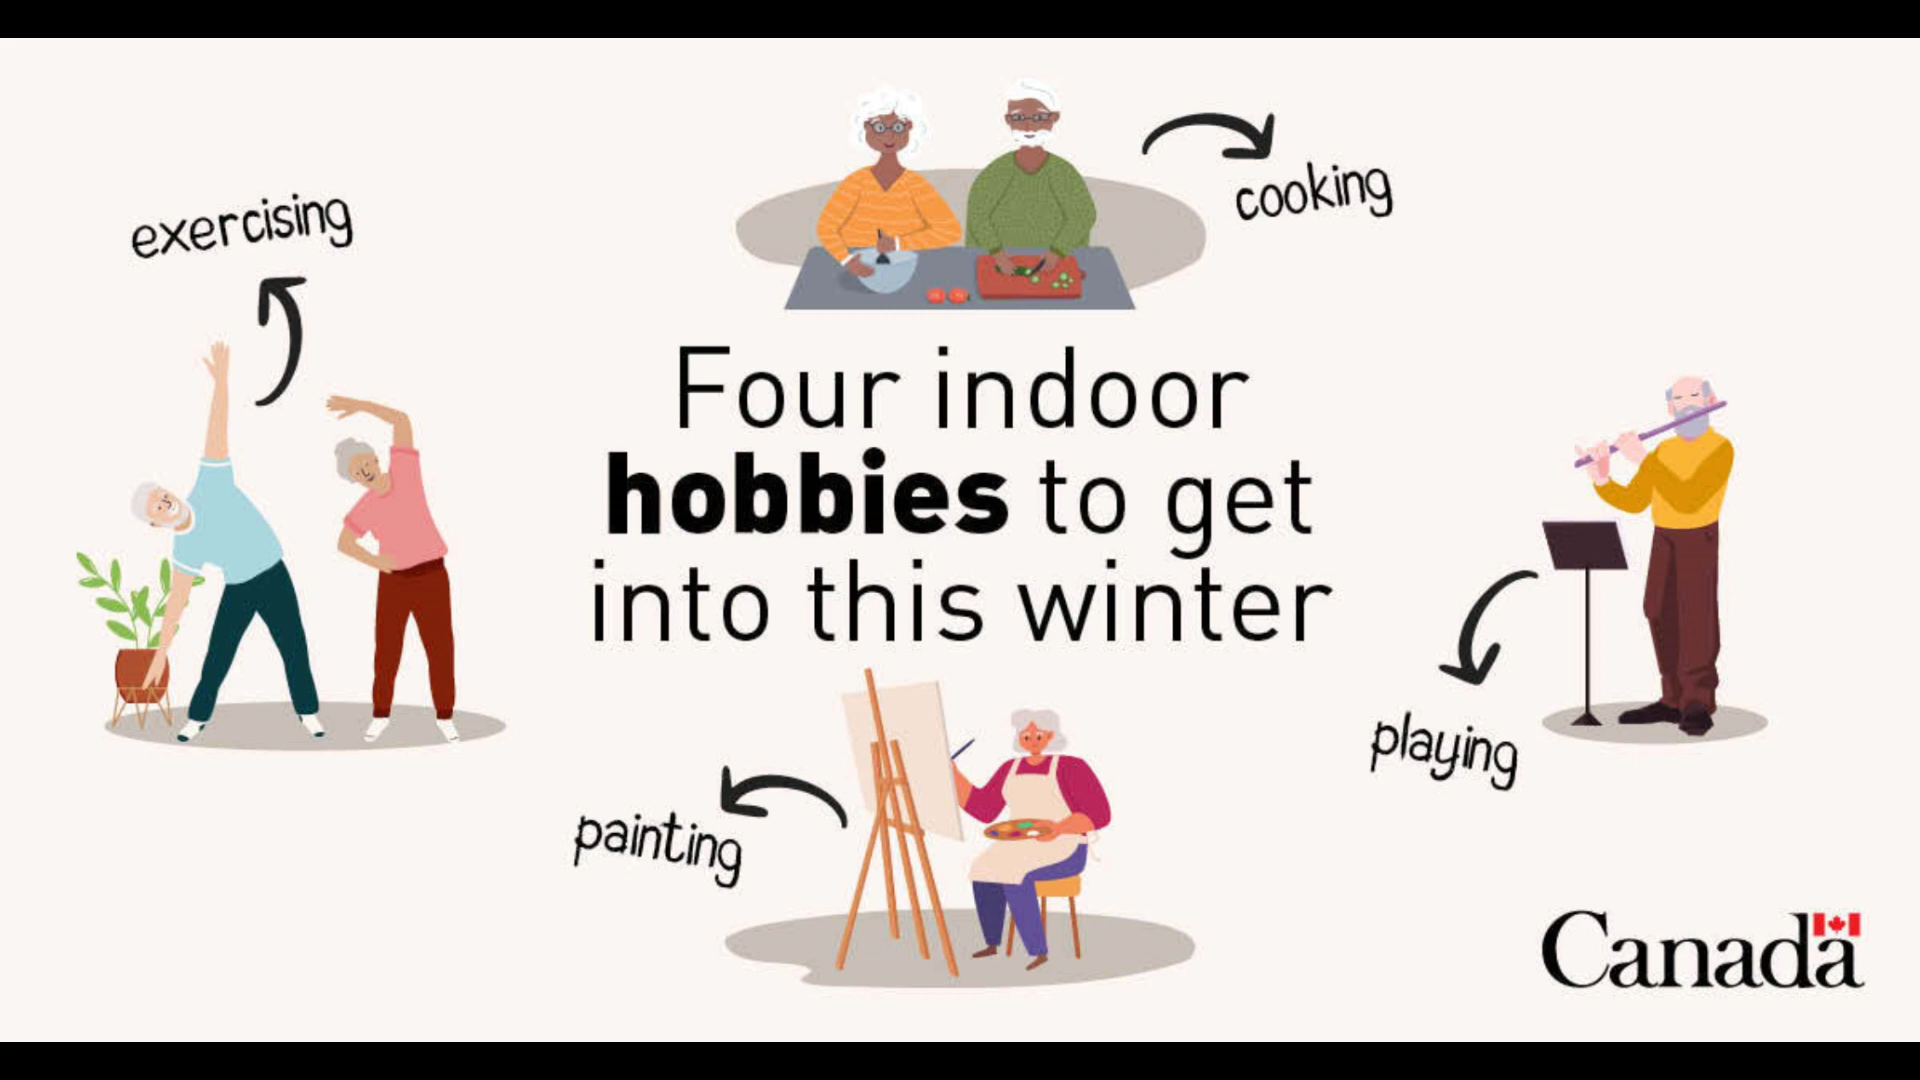 cooking
exercising
Four indoor
hobbies to get
into this winter
playing
painting
Canada